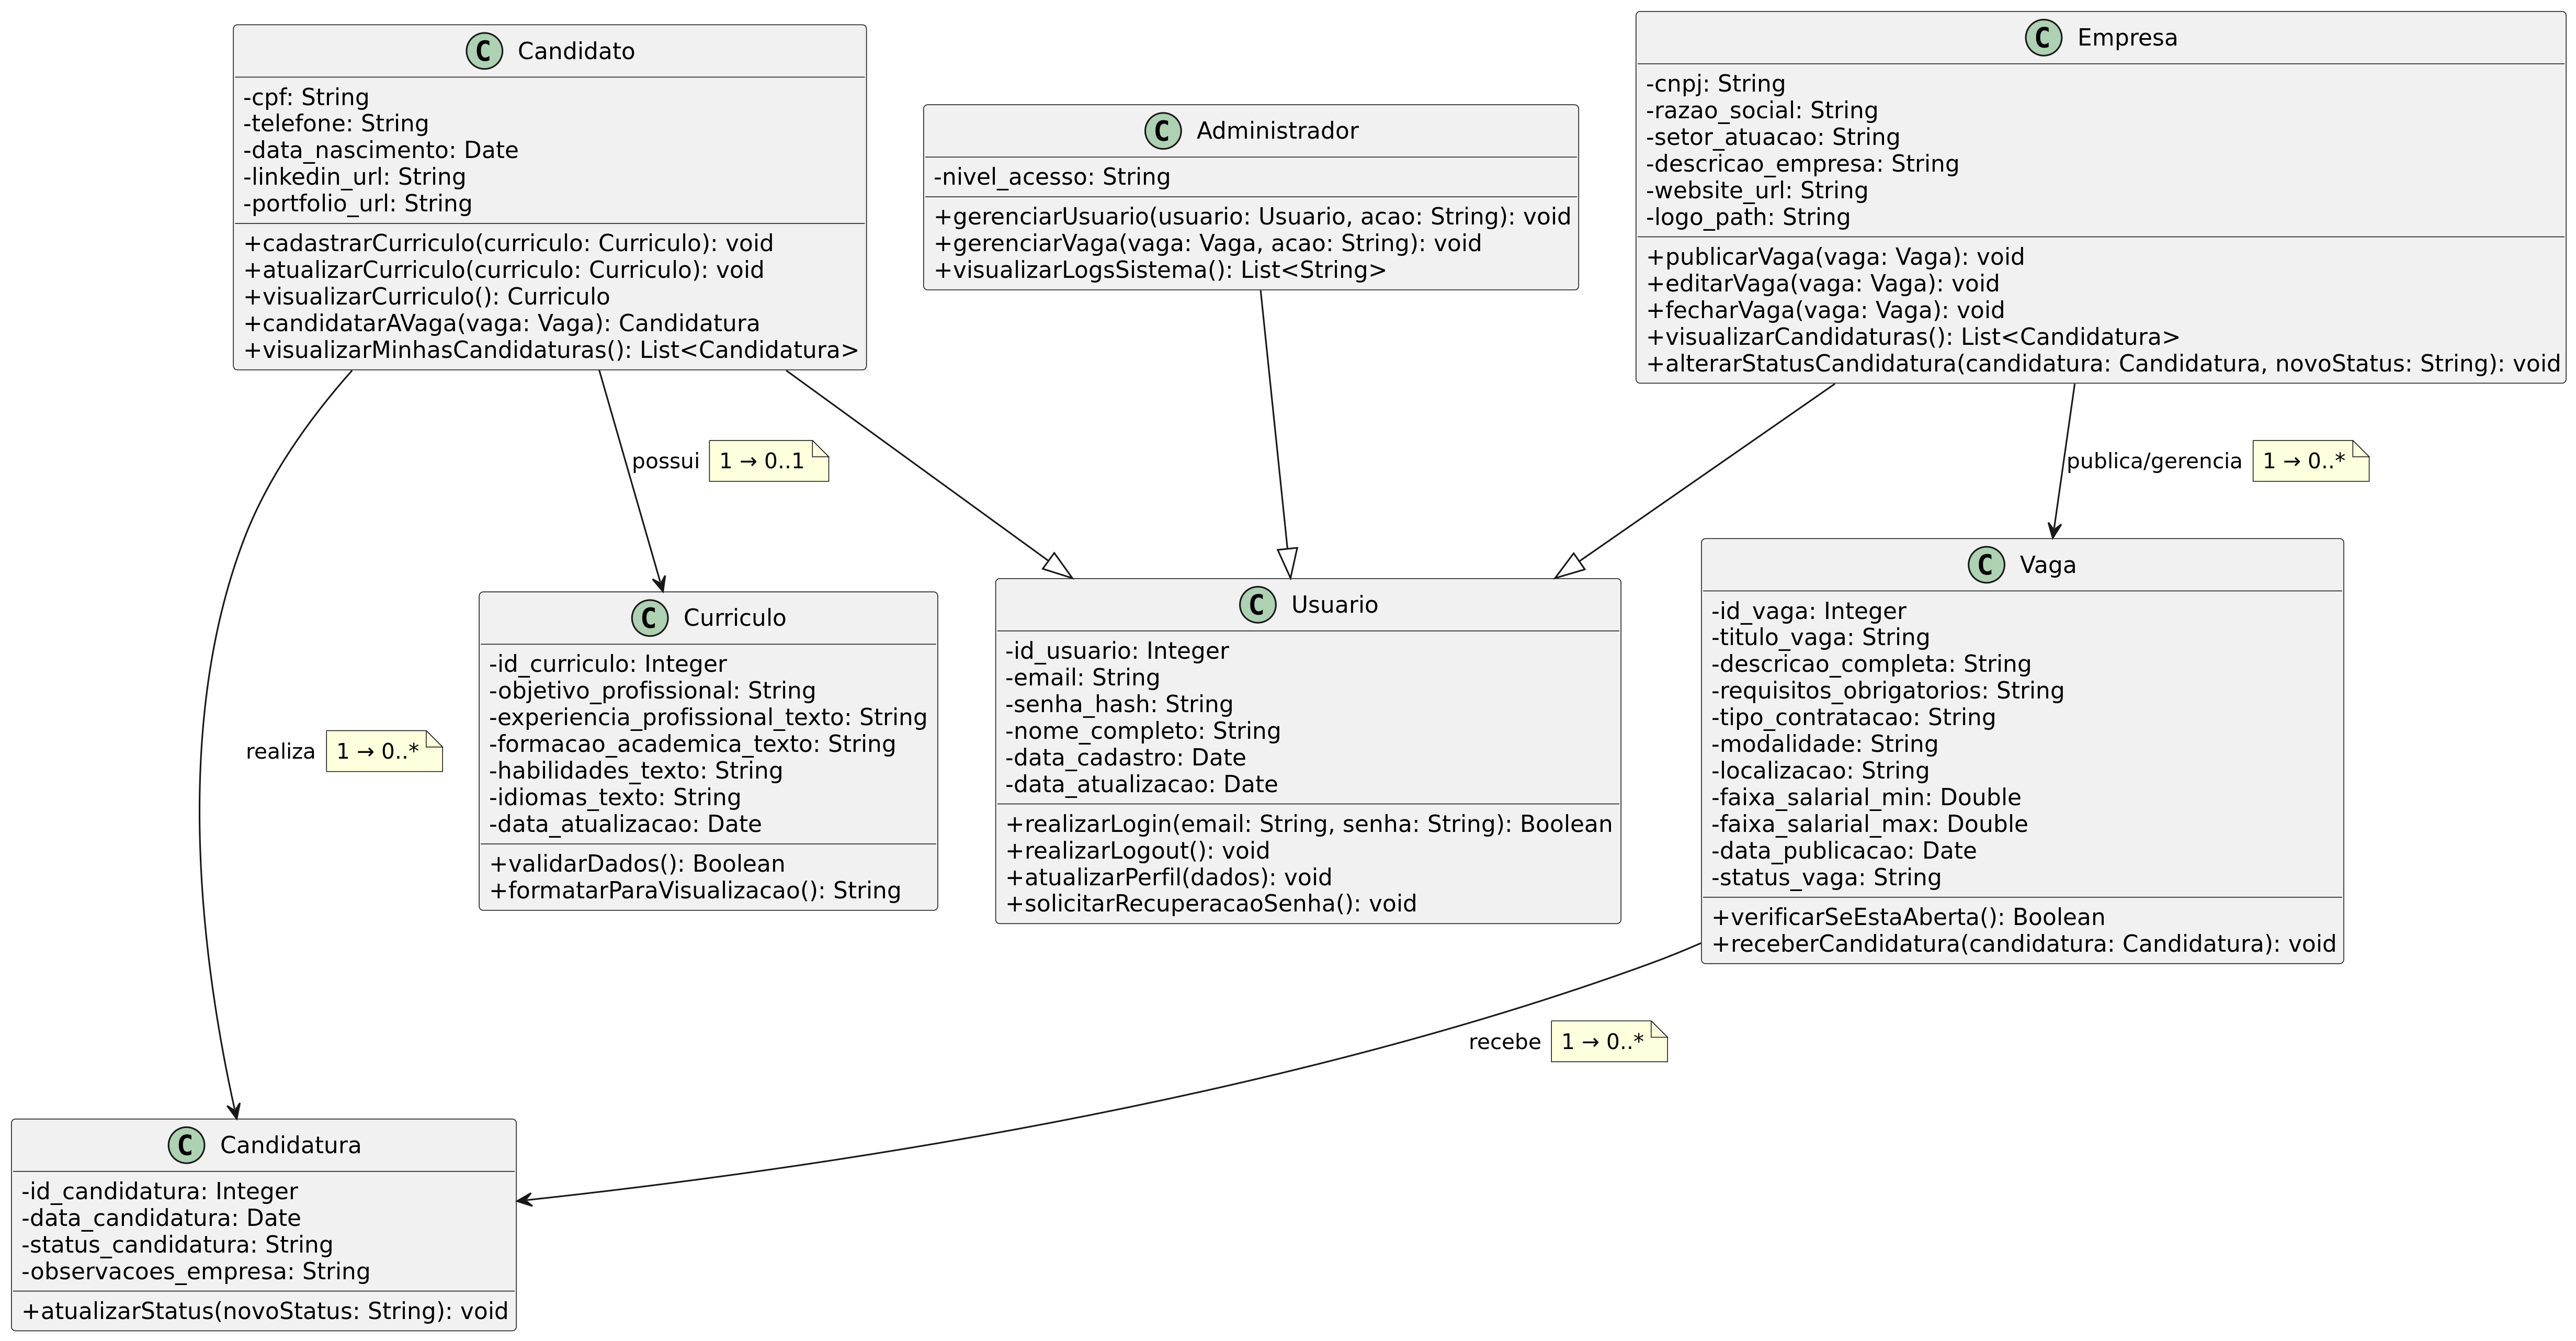 C Candidato
-cpf: String
-telefone: String
-data_nascimento: Date
-linkedin_url: String
-portfolio_url: String
+cadastrarCurriculo(curriculo: Curriculo): void
+atualizarCurriculo(curriculo: Curriculo): void
+visualizarCurriculo(): Curriculo
+candidatarAVaga(vaga: Vaga): Candidatura
+visualizarMinhasCandidaturas(): List<Candidatura>
C Administrador
-nivel_acesso: String
+gerenciarUsuario(usuario: Usuario, acao: String): void
+gerenciarVaga(vaga: Vaga, acao: String): void
+visualizarLogsSistema(): List<String>
C Empresa
-cnpj: String
-razao_social: String
-setor_atuacao: String
-descricao_empresa: String
-website_url: String
-logo_path: String
+publicarVaga(vaga: Vaga): void
+editarVaga(vaga: Vaga): void
+fecharVaga(vaga: Vaga): void
+visualizarCandidaturas(): List<Candidatura>
+alterarStatusCandidatura(candidatura: Candidatura, novoStatus: String): void
possui 1 → 0..1
publica/gerencia 1 → 0..*
realiza 1 → 0..*
C Curriculo
-id_curriculo: Integer
-objetivo_profissional: String
-experiencia_profissional_texto: String
-formacao_academica_texto: String
-habilidades_texto: String
-idiomas_texto: String
-data_atualizacao: Date
+validarDados(): Boolean
+formatarParaVisualizacao(): String
C Usuario
-id_usuario: Integer
-email: String
-senha_hash: String
-nome_completo: String
-data_cadastro: Date
-data_atualizacao: Date
+realizarLogin(email: String, senha: String): Boolean
+realizarLogout(): void
+atualizarPerfil(dados): void
+solicitarRecuperacaoSenha(): void
C Vaga
-id_vaga: Integer
-titulo_vaga: String
-descricao_completa: String
-requisitos_obrigatorios: String
-tipo_contratacao: String
-modalidade: String
-localizacao: String
-faixa_salarial_min: Double
-faixa_salarial_max: Double
-data_publicacao: Date
-status_vaga: String
+verificarSeEstaAberta(): Boolean
+receberCandidatura(candidatura: Candidatura): void
recebe 1 → 0..*
C Candidatura
-id_candidatura: Integer
-data_candidatura: Date
-status_candidatura: String
-observacoes_empresa: String
+atualizarStatus(novoStatus: String): void